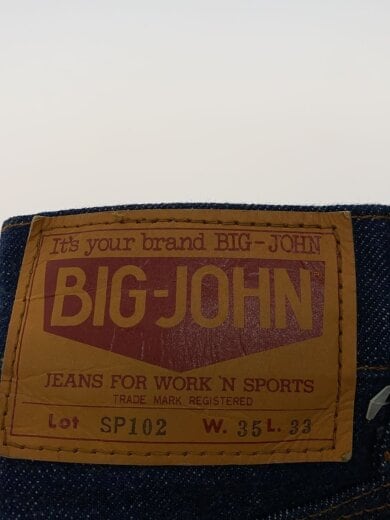 It's your brand BIG-JOHN
BIG-JOHN
JEANS FOR WORK 'N SPORTS
TRADE MARK REGISTERED
Lot SP102 W. 35 L. 33